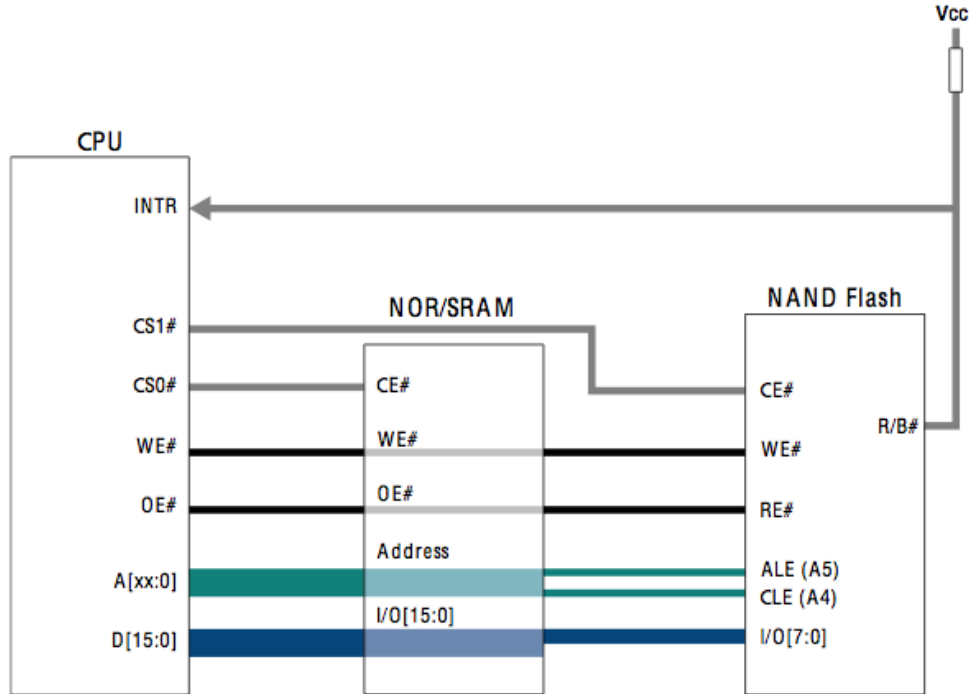 Vcc
CPU
INTR
NOR/SRAM
NAND Flash
CS1#
CS0#
CE#
CE#
R/B#
WE#
WE#
WE#
OE#
OE#
RE#
Address
A[xx:0]
ALE (A5)
CLE (A4)
I/O[15:0]
D[15:0]
I/O[7:0]